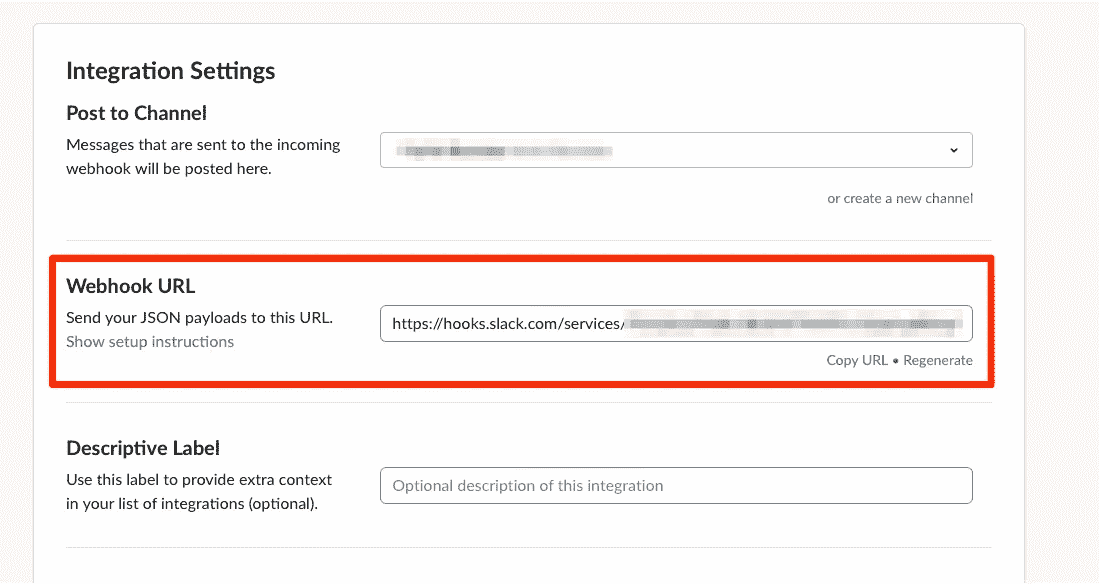 Integration Settings
Post to Channel
Messages that are sent to the incoming
webhook will be posted here.
or create a new channel
Webhook URL
Send your JSON payloads to this URL.
https://hooks.slack.com/services/
Show setup instructions
Copy URL • Regenerate
Descriptive Label
Use this label to provide extra context
in your list of integrations (optional).
Optional description of this integration